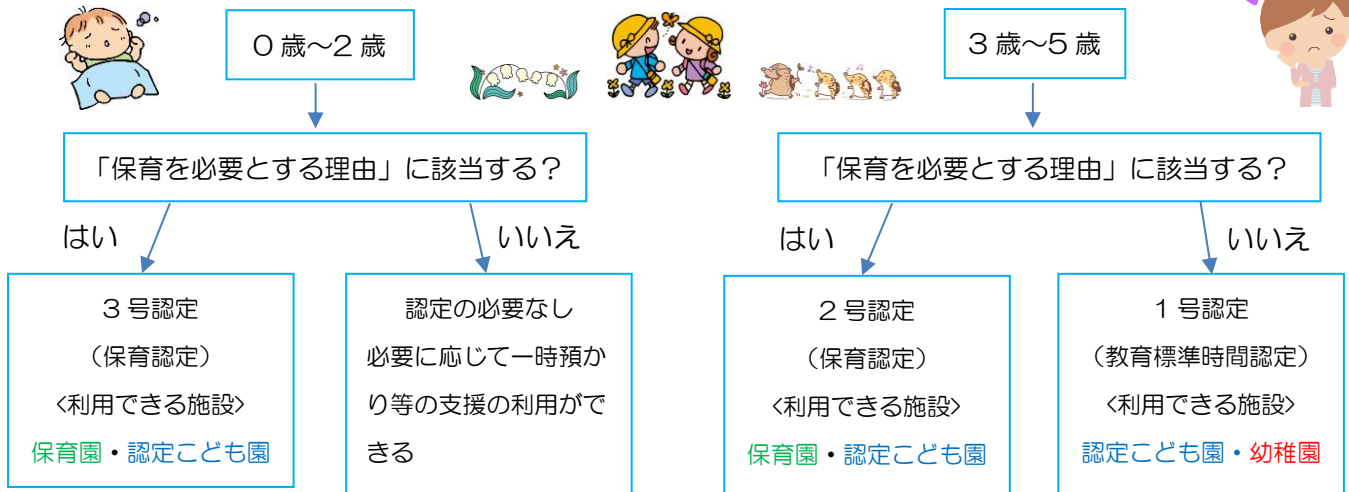 ０歳～２歳
「保育を必要とする理由」に該当する？
はい
いいえ
３号認定
（保育認定）
<利用できる施設>
保育園・認定こども園
認定の必要なし
必要に応じて一時預か
り等の支援の利用がで
きる
３歳～５歳
「保育を必要とする理由」に該当する？
はい
いいえ
２号認定
（保育認定）
<利用できる施設>
保育園・認定こども園
１号認定
（教育標準時間認定）
<利用できる施設>
認定こども園・幼稚園